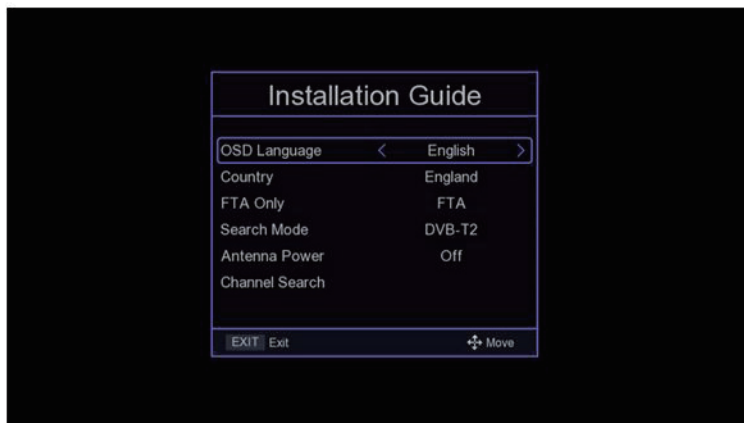 Installation Guide
OSD Language < English >
Country England
FTA Only FTA
Search Mode DVB-T2
Antenna Power Off
Channel Search
EXIT Exit Move